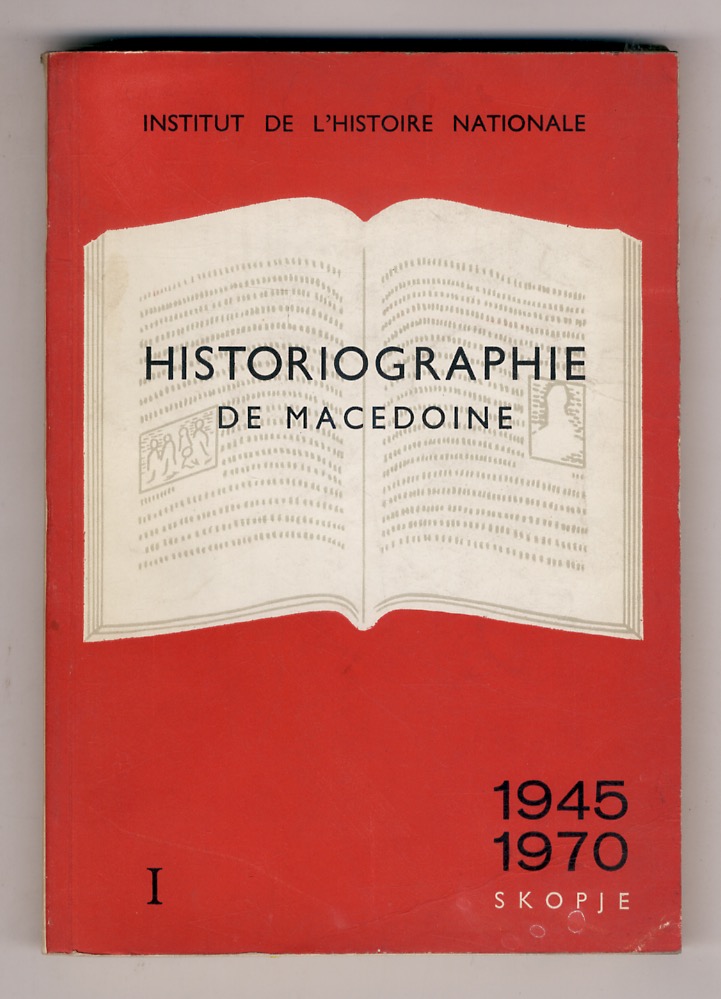 INSTITUT DE L'HISTOIRE NATIONALE
HISTORIOGRAPHIE
DE MACEDOINE
1945
1970
I
SKOPJE